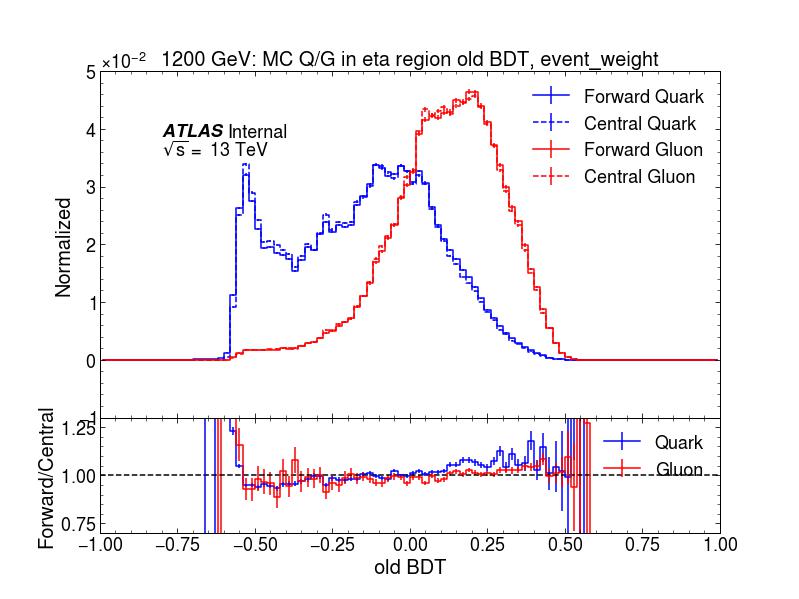 ×10⁻² 1200 GeV: MC Q/G in eta region old BDT, event_weight
5
4
3
2
1
0
−1
Normalized
ATLAS Internal
√s = 13 TeV
Forward Quark
Central Quark
Forward Gluon
Central Gluon
1.25
1.00
0.75
Forward/Central
Quark
Gluon
−1.00 −0.75 −0.50 −0.25 0.00 0.25 0.50 0.75 1.00
old BDT